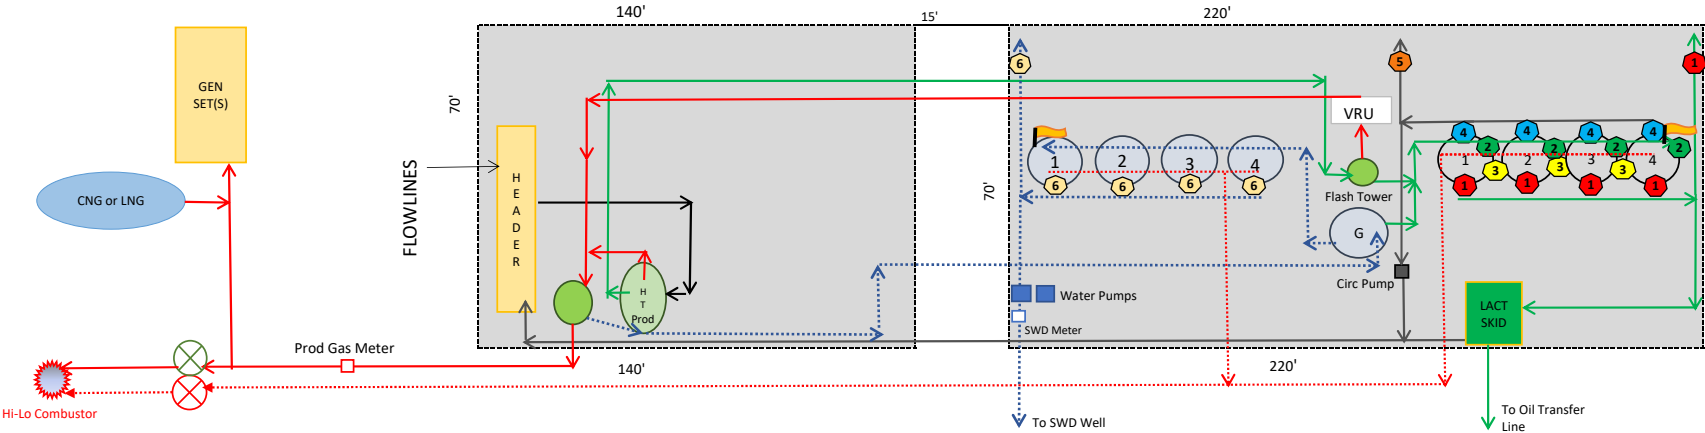 140'
15'
220'
GEN
SET(S)
70'
FLOWLINES
CNG or LNG
H
E
A
D
E
R
H
T
Prod
Prod Gas Meter
Hi-Lo Combustor
140'
6
70'
1
2
3
4
6
6
6
6
VRU
Flash Tower
G
Circ Pump
Water Pumps
SWD Meter
To SWD Well
220'
5
1
4
4
4
4
2
2
2
2
1
2
3
4
3
3
3
1
1
1
1
LACT
SKID
To Oil Transfer
Line